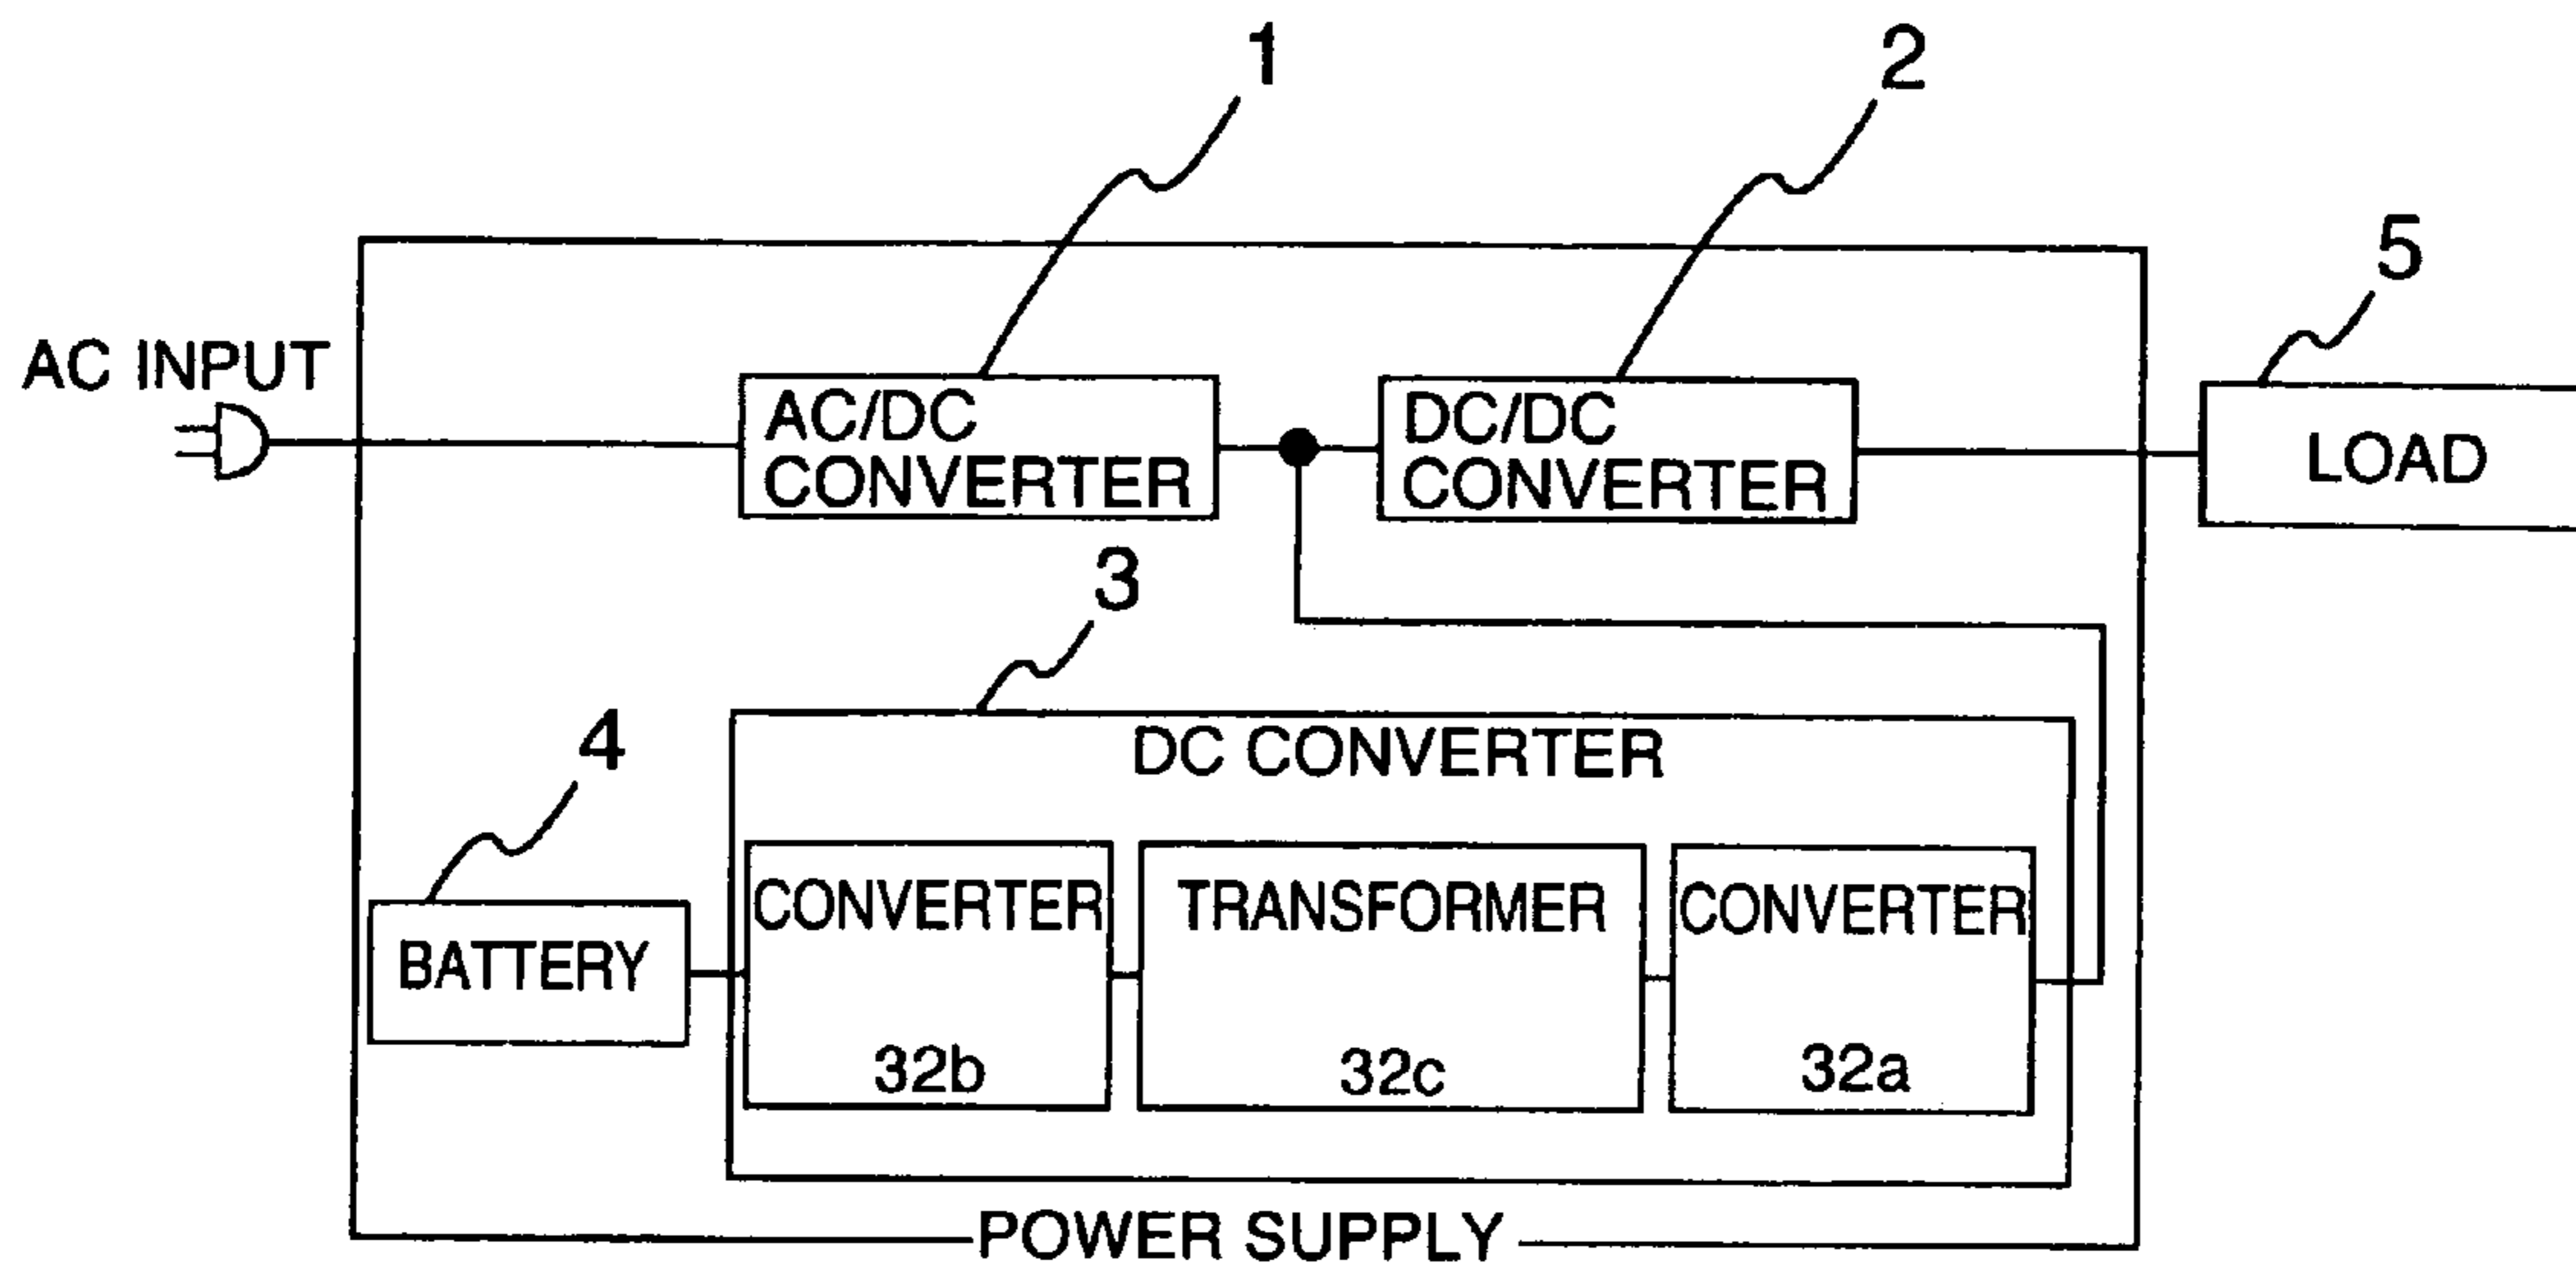 1
2
5
AC INPUT
AC/DC
CONVERTER
DC/DC
CONVERTER
LOAD
3
DC CONVERTER
4
BATTERY
CONVERTER
32b
TRANSFORMER
32c
CONVERTER
32a
POWER SUPPLY